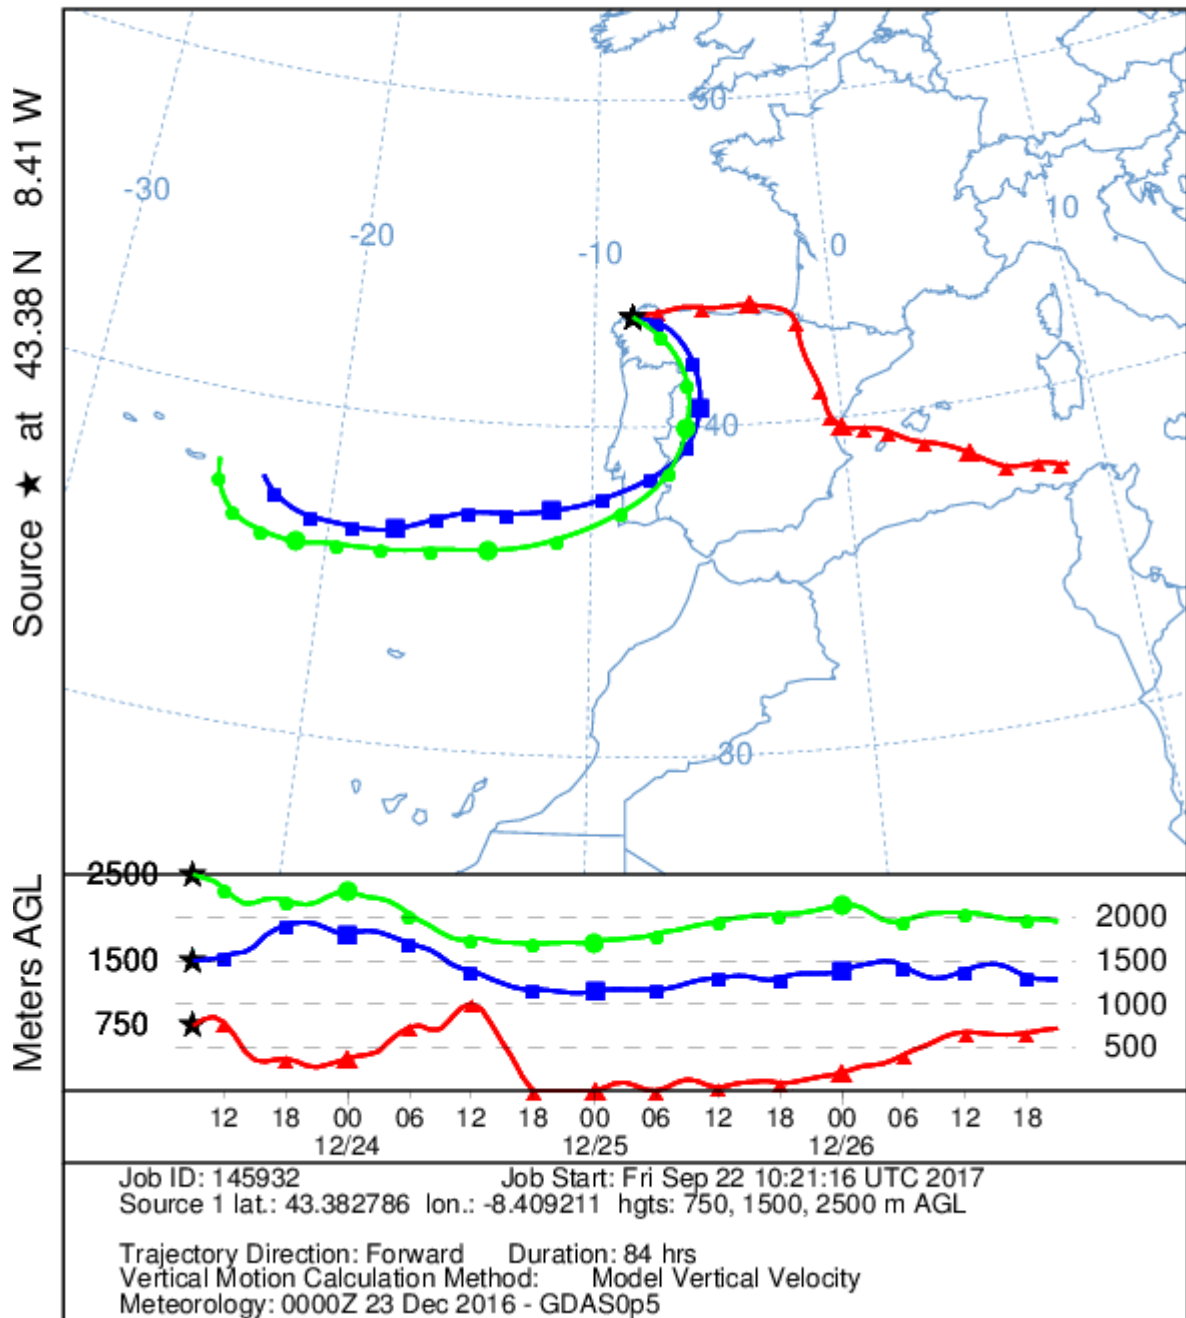 Source ★ at 43.38 N 8.41 W
50
-30
10
-20
0
-10
40
30
Meters AGL
2500
2000
1500
1500
1000
750
500
12 18 00 06 12 18 00 06 12 18 00 06 12 18
12/24 12/25 12/26
Job ID: 145932 Job Start: Fri Sep 22 10:21:16 UTC 2017
Source 1 lat.: 43.382786 lon.: -8.409211 hgts: 750, 1500, 2500 m AGL
Trajectory Direction: Forward Duration: 84 hrs
Vertical Motion Calculation Method: Model Vertical Velocity
Meteorology: 0000Z 23 Dec 2016 - GDAS0p5